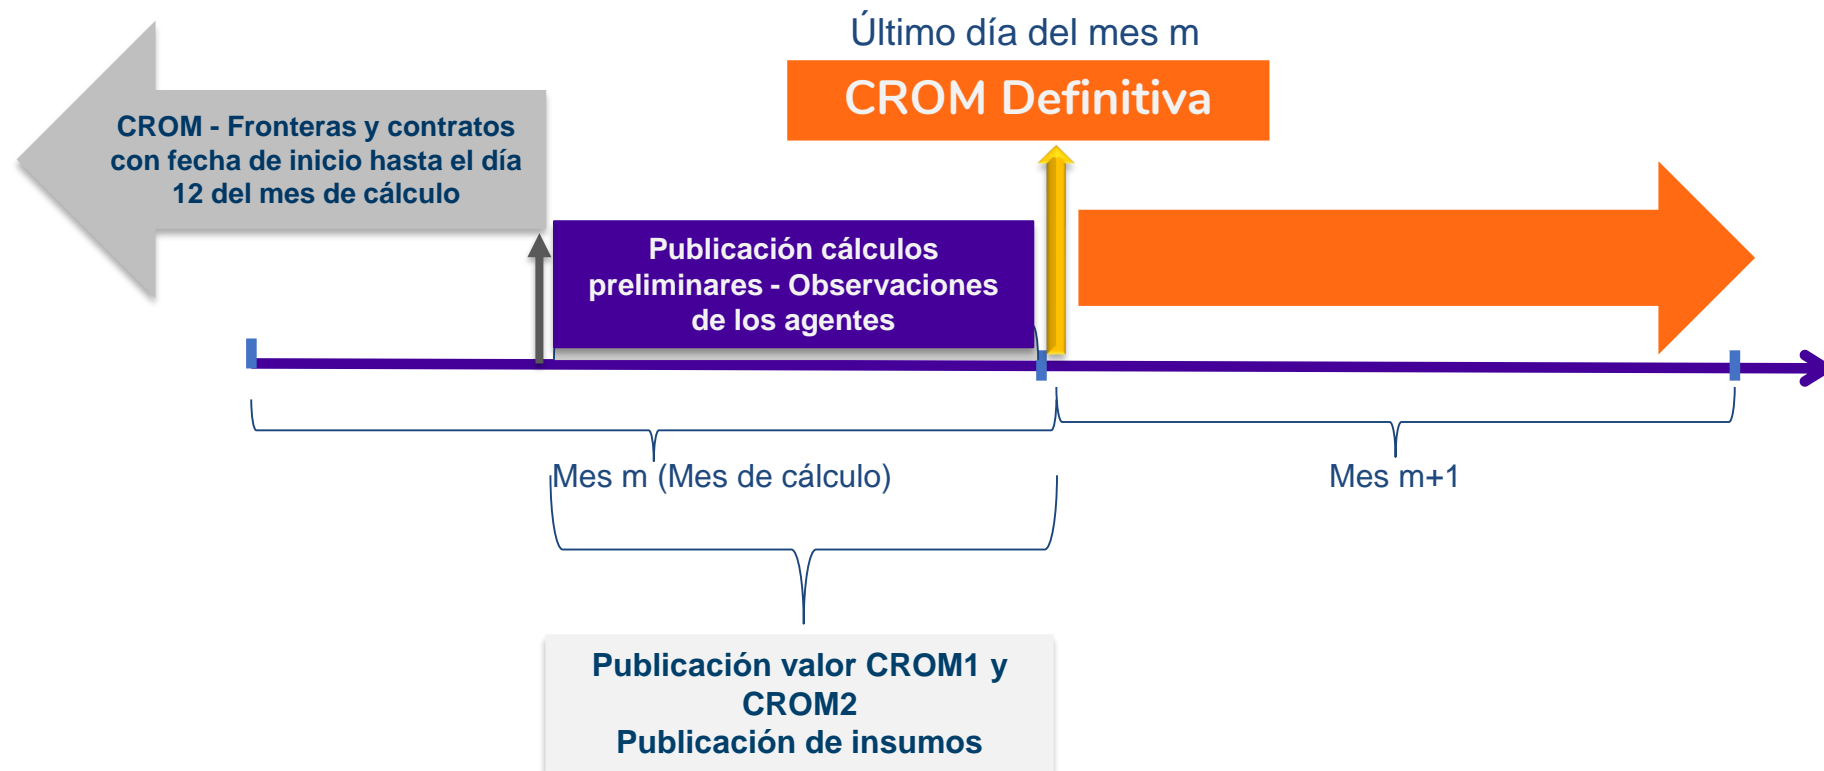 Último día del mes m
CROM Definitiva
CROM - Fronteras y contratos
con fecha de inicio hasta el día
12 del mes de cálculo
Publicación cálculos
preliminares - Observaciones
de los agentes
Mes m (Mes de cálculo)
Mes m+1
Publicación valor CROM1 y
CROM2
Publicación de insumos